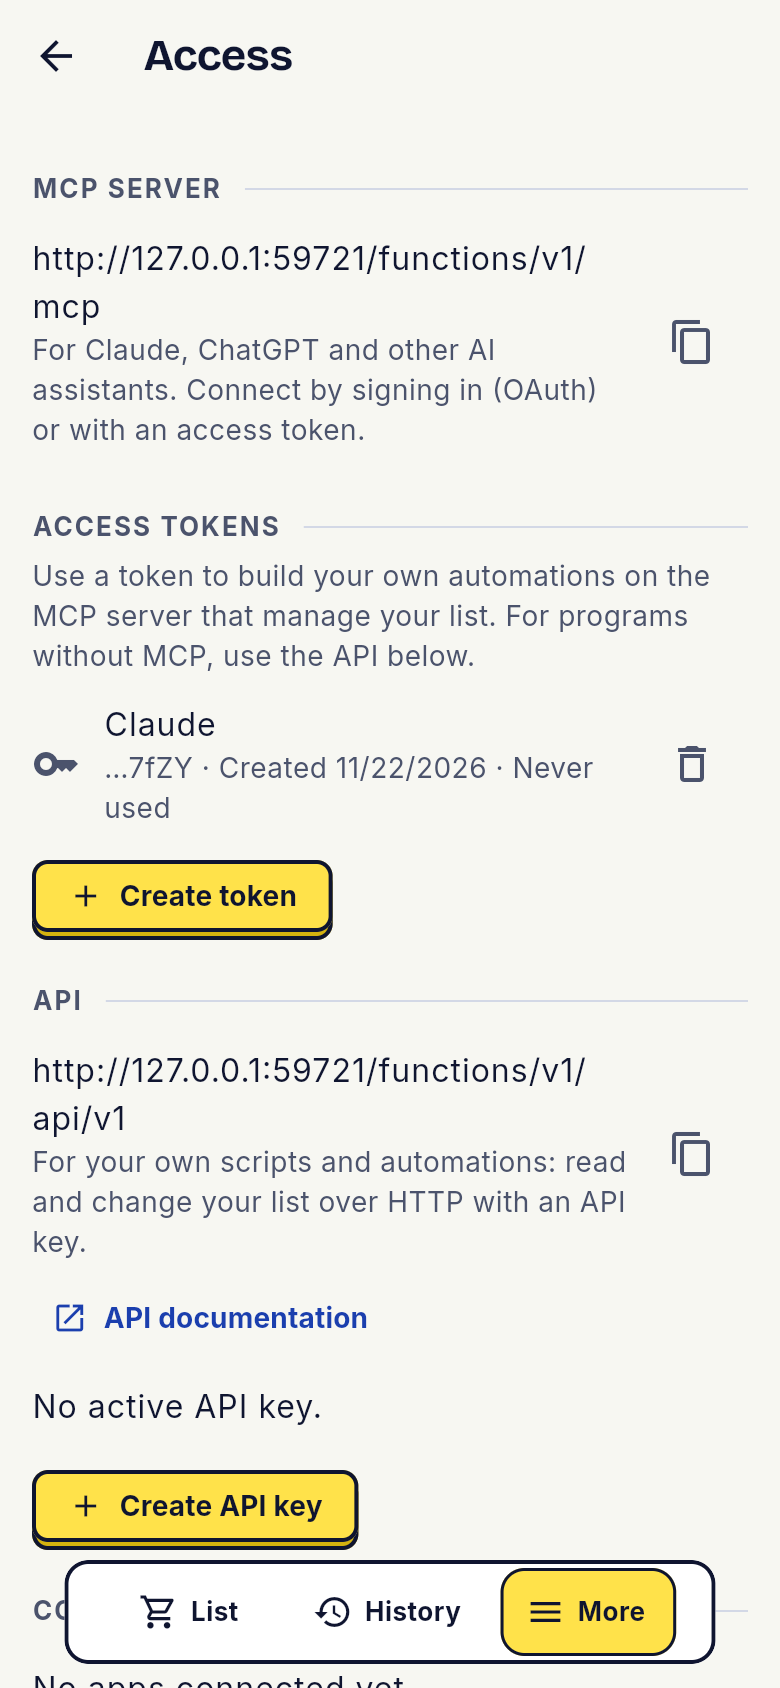 Access
MCP SERVER
http://127.0.0.1:59721/functions/v1/
mcp
For Claude, ChatGPT and other AI
assistants. Connect by signing in (OAuth)
or with an access token.
ACCESS TOKENS
Use a token to build your own automations on the
MCP server that manage your list. For programs
without MCP, use the API below.
Claude
...7fZY · Created 11/22/2026 · Never
used
Create token
API
http://127.0.0.1:59721/functions/v1/
api/v1
For your own scripts and automations: read
and change your list over HTTP with an API
key.
API documentation
No active API key.
Create API key
List
History
More
No apps connected yet